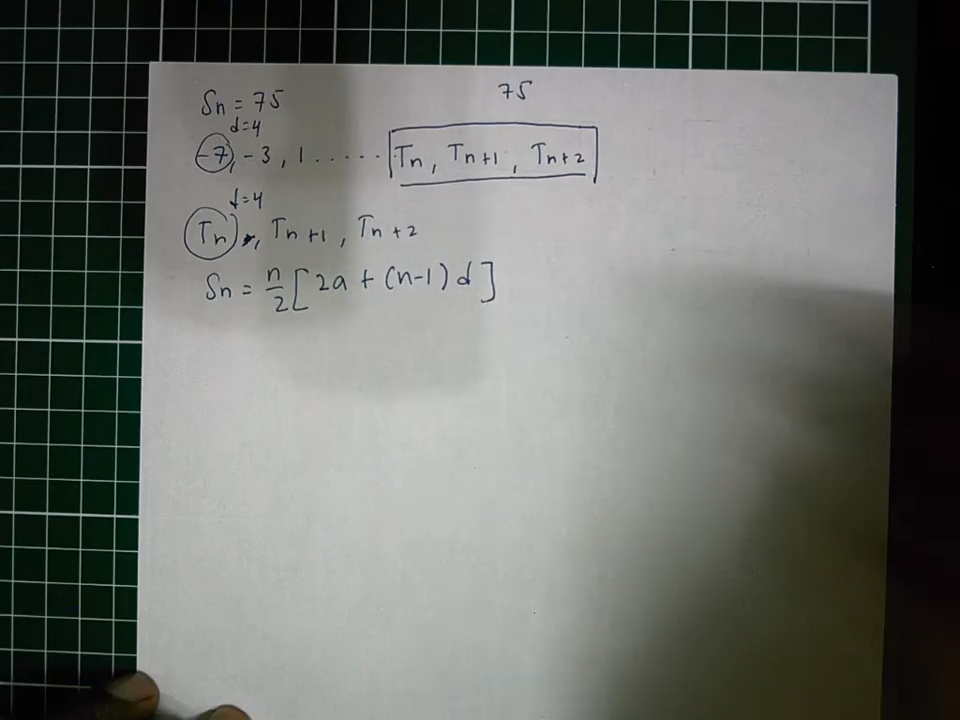 Sn = 75
75
d=4
-7, -3, 1 ...... Tn, Tn+1, Tn+2
d=4
Tn, Tn+1, Tn+2
Sn = n/2 [2a + (n-1) d]